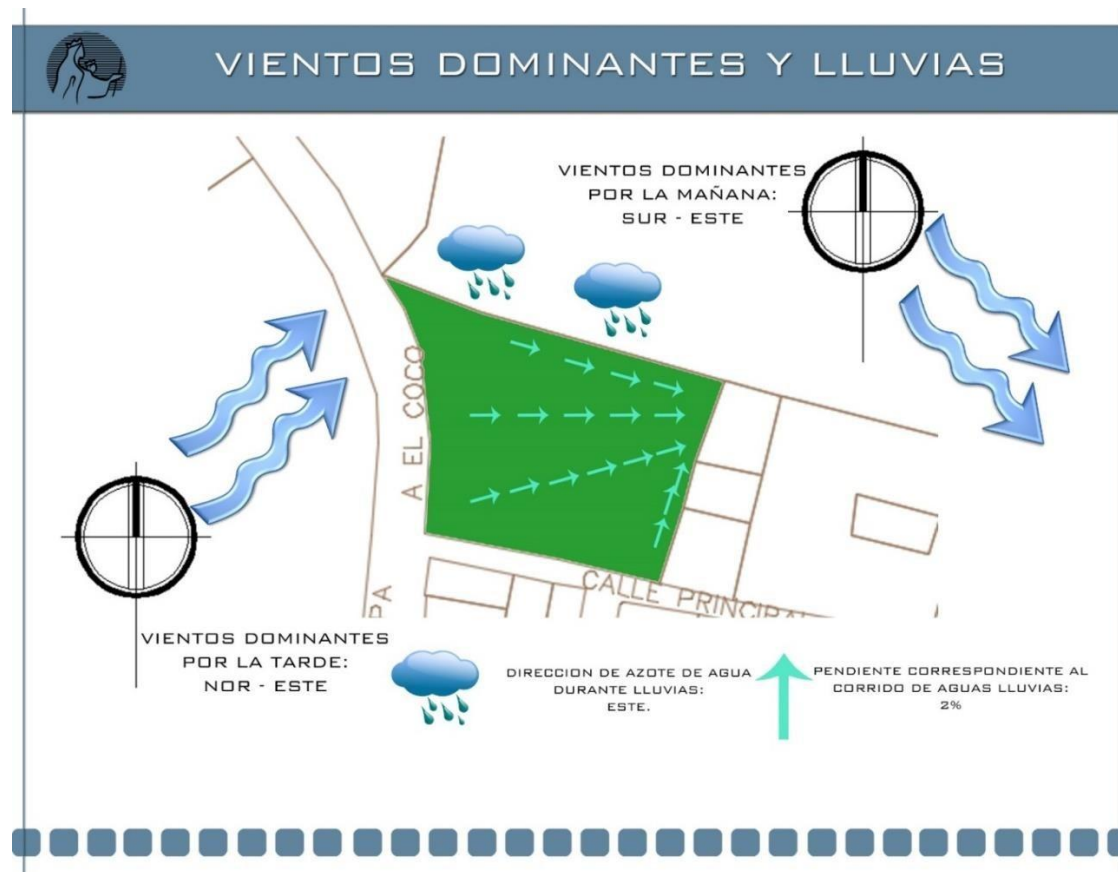 VIENTOS DOMINANTES Y LLUVIAS
VIENTOS DOMINANTES
POR LA MAÑANA:
SUR - ESTE
A EL COCO
PA
CALLE PRINCIPAL
VIENTOS DOMINANTES
POR LA TARDE:
NOR - ESTE
DIRECCION DE AZOTE DE AGUA
DURANTE LLUVIAS:
ESTE.
PENDIENTE CORRESPONDIENTE AL
CORRIDO DE AGUAS LLUVIAS:
2%